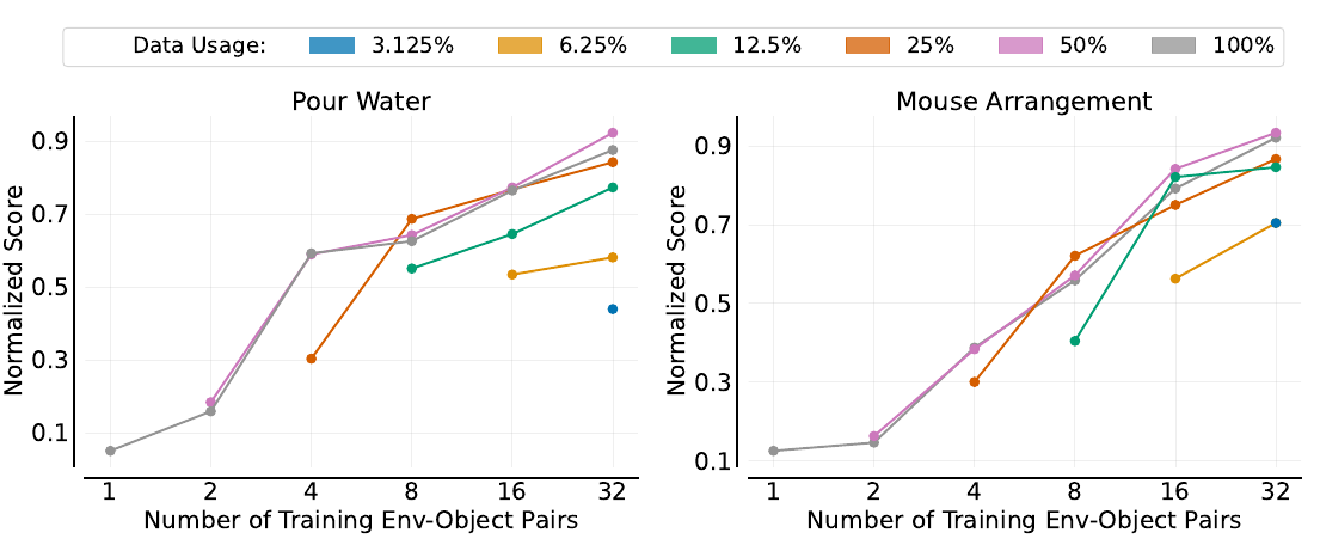 Data Usage: 3.125% 6.25% 12.5% 25% 50% 100%
Pour Water
Normalized Score
0.9
0.7
0.5
0.3
0.1
1 2 4 8 16 32
Number of Training Env-Object Pairs
Mouse Arrangement
Normalized Score
0.9
0.7
0.5
0.3
0.1
1 2 4 8 16 32
Number of Training Env-Object Pairs